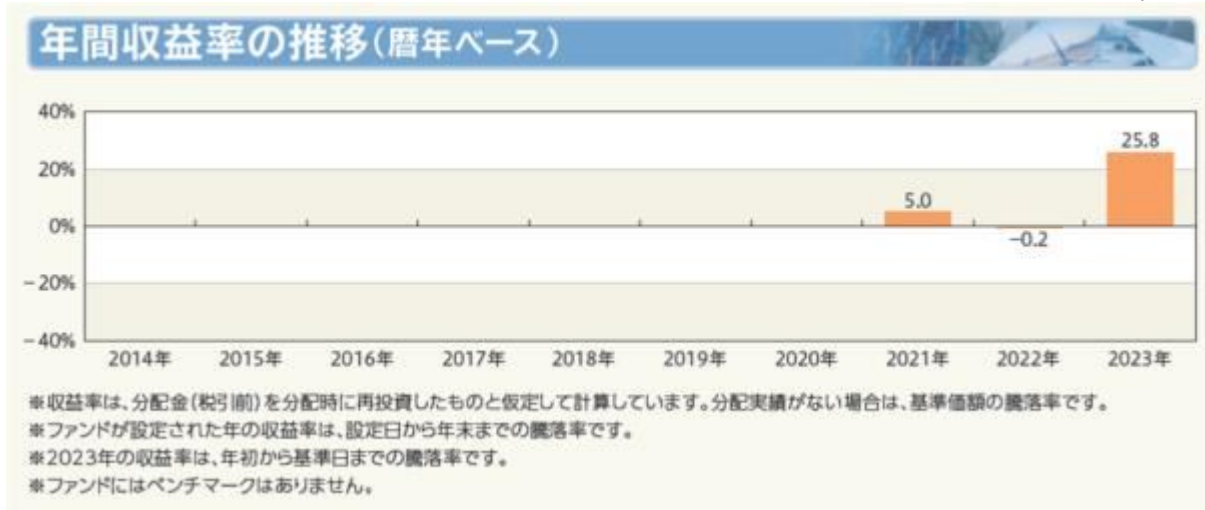 年間収益率の推移(暦年ベース)
40%
25.8
20%
5.0
0%
−0.2
−20%
−40%
2014年 2015年 2016年 2017年 2018年 2019年 2020年 2021年 2022年 2023年
※収益率は、分配金(税引前)を分配時に再投資したものと仮定して計算しています。分配実績がない場合は、基準価額の騰落率です。
※ファンドが設定された年の収益率は、設定日から年末までの騰落率です。
※2023年の収益率は、年初から基準日までの騰落率です。
※ファンドにはベンチマークはありません。